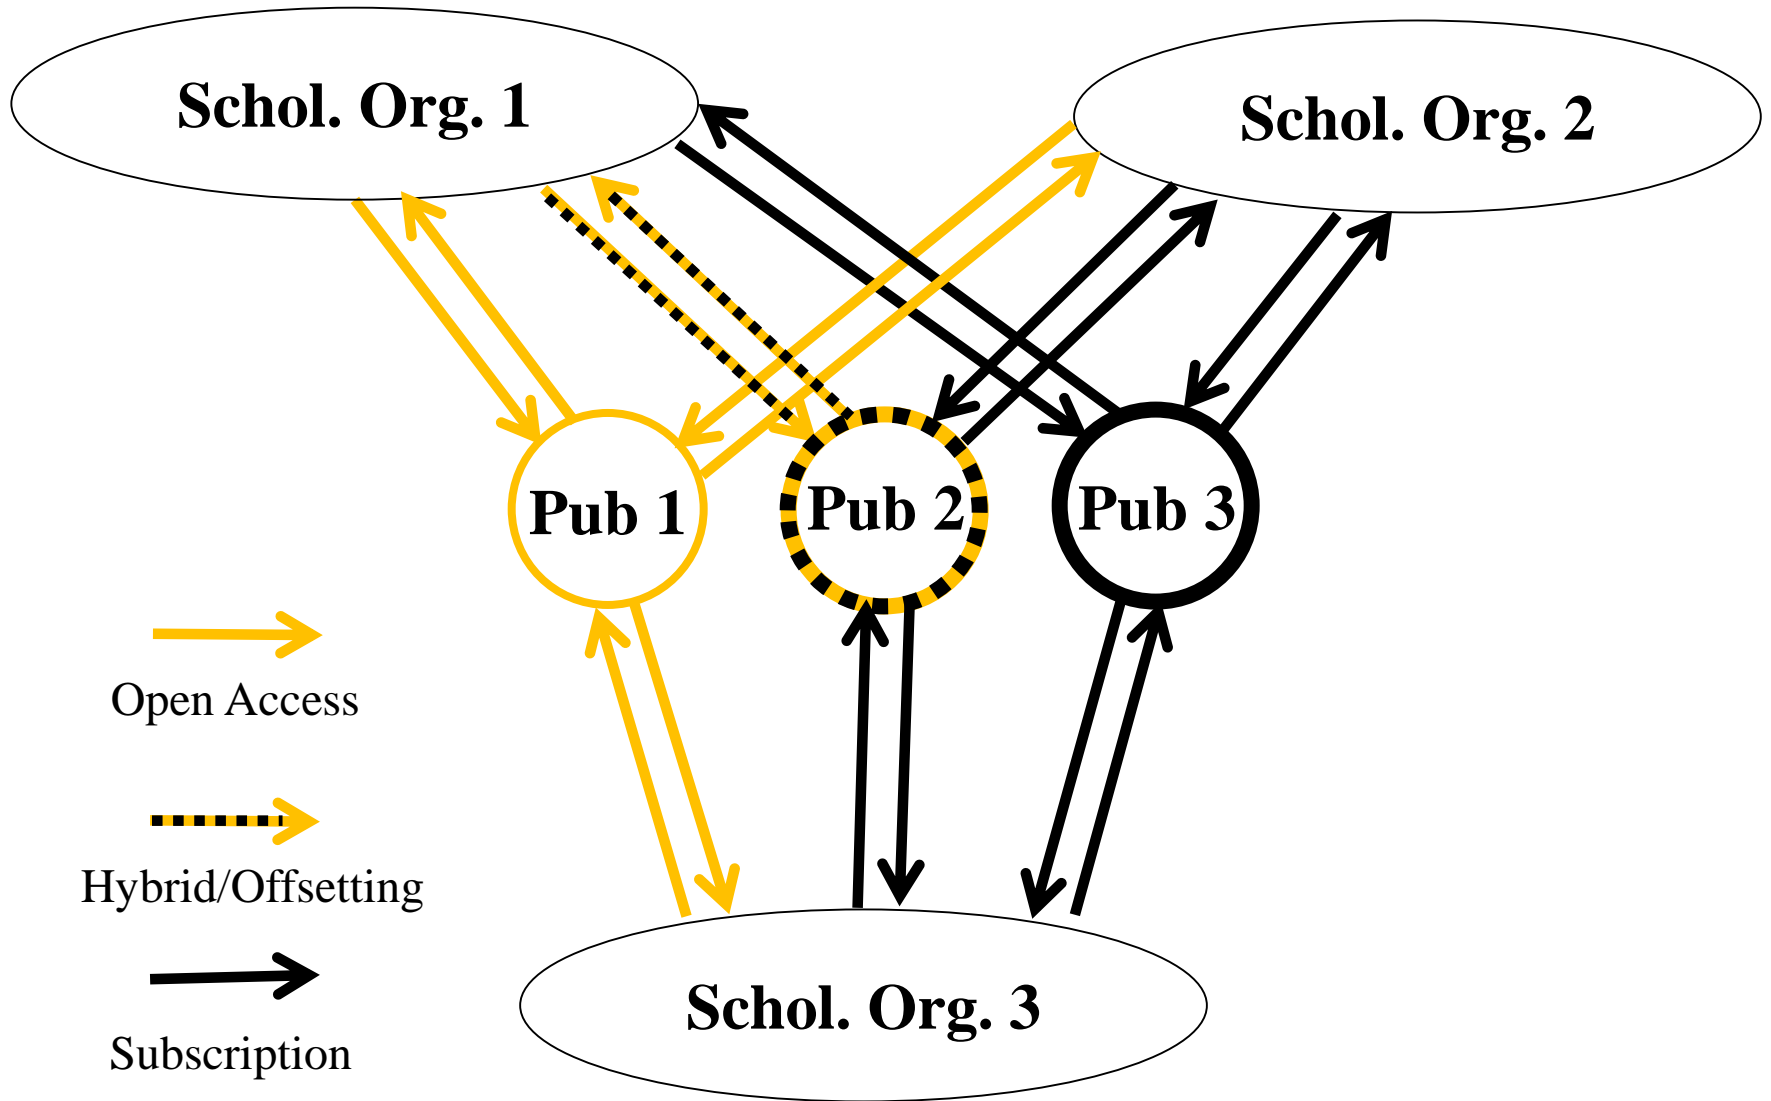 Schol. Org. 1
Schol. Org. 2
Pub 1
Pub 2
Pub 3
Open Access
Hybrid/Offsetting
Schol. Org. 3
Subscription